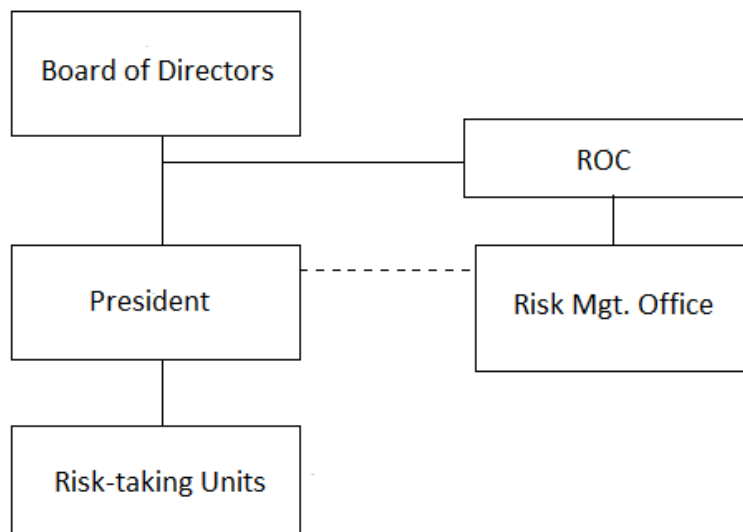 Board of Directors
ROC
President
Risk Mgt. Office
Risk-taking Units